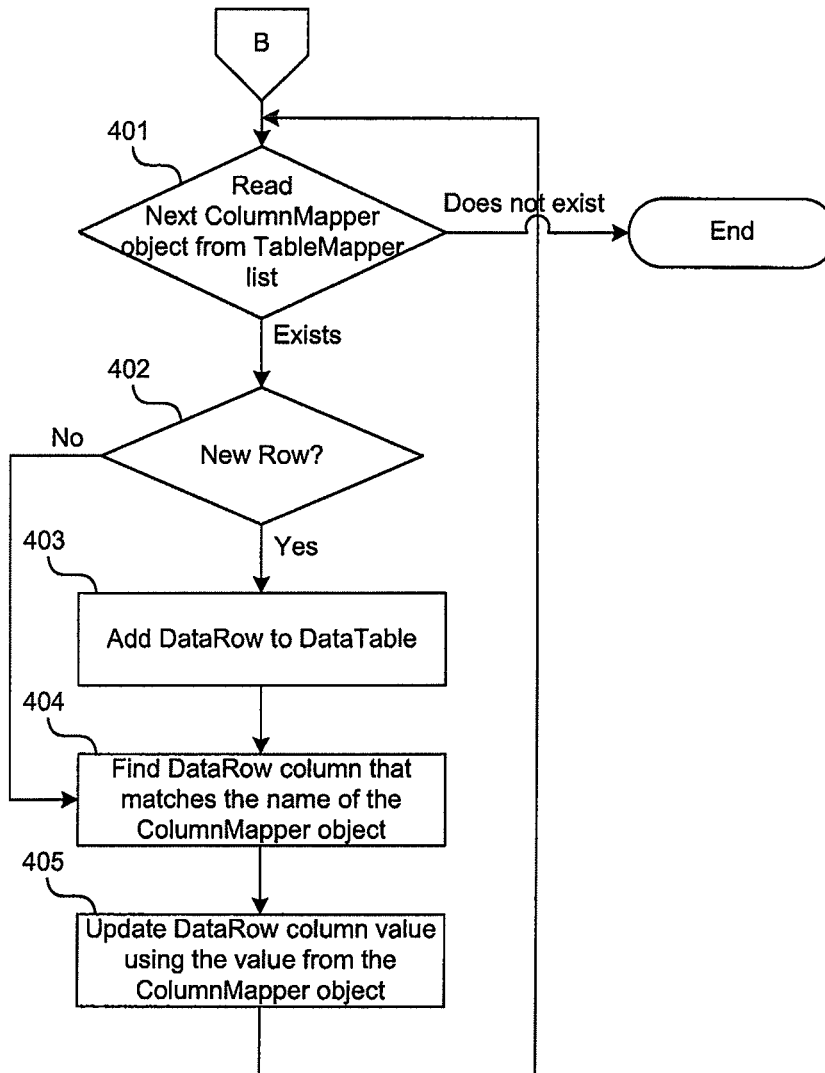 B
401
Read
Next ColumnMapper
object from TableMapper
list
Does not exist
End
Exists
402
No
New Row?
Yes
403
Add DataRow to DataTable
404
Find DataRow column that
matches the name of the
ColumnMapper object
405
Update DataRow column value
using the value from the
ColumnMapper object